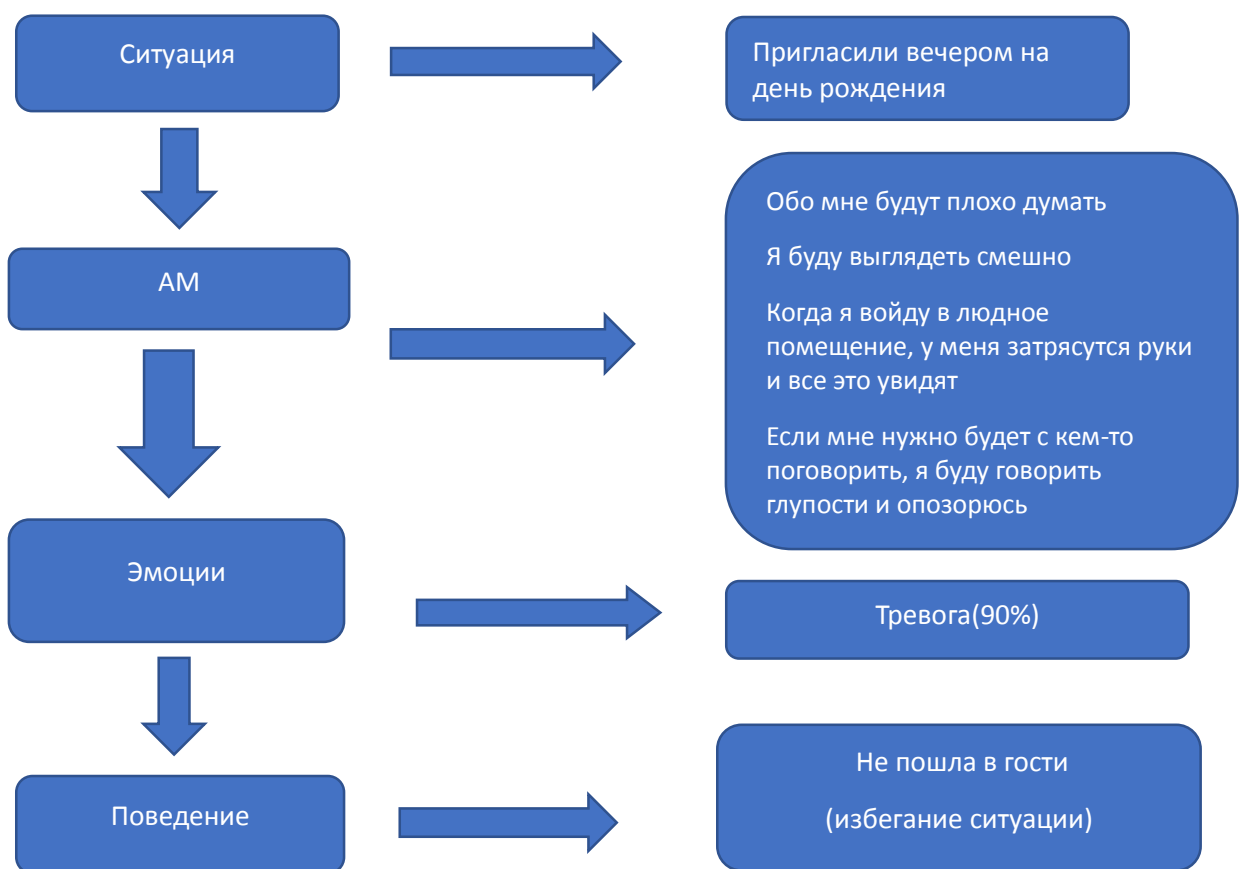 Ситуация
Пригласили вечером на
день рождения
АМ
Обо мне будут плохо думать
Я буду выглядеть смешно
Когда я войду в людное
помещение, у меня затрясутся руки
и все это увидят
Если мне нужно будет с кем-то
поговорить, я буду говорить
глупости и опозорюсь
Эмоции
Тревога(90%)
Поведение
Не пошла в гости
(избегание ситуации)